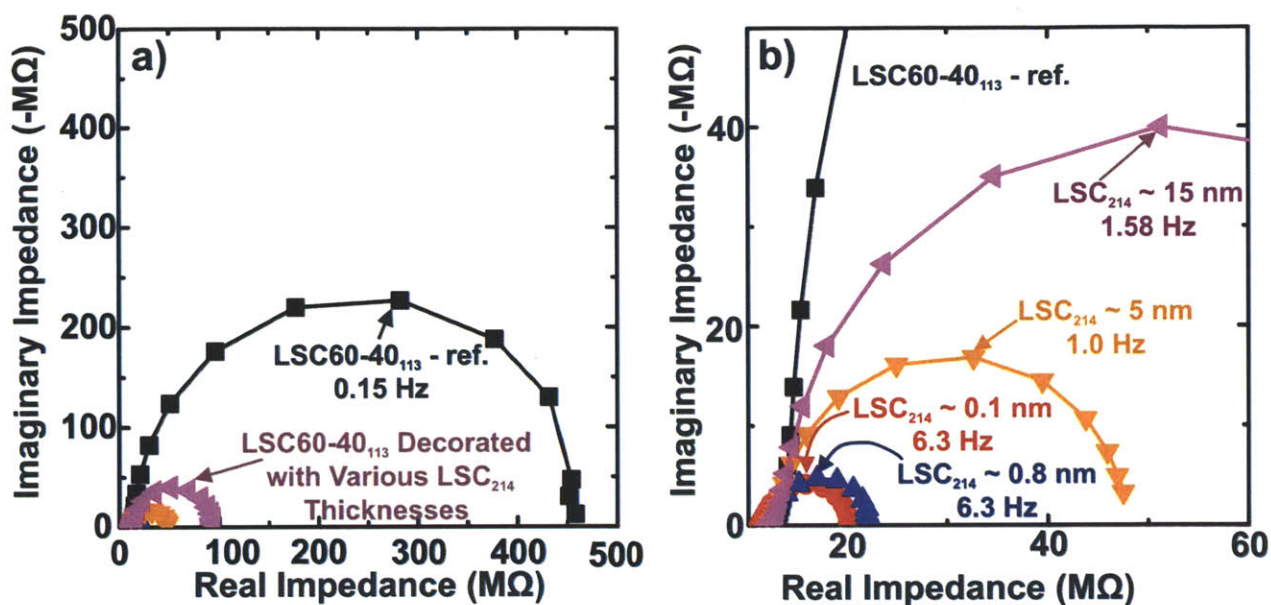 a)
500
400
300
200
100
0
Imaginary Impedance (-MΩ)
LSC60-40₁₁₃ - ref.
0.15 Hz
LSC60-40₁₁₃ Decorated
with Various LSC₂₁₄
Thicknesses
0 100 200 300 400 500
Real Impedance (MΩ)
b)
40
20
0
Imaginary Impedance (-MΩ)
LSC60-40₁₁₃ - ref.
LSC₂₁₄ ~ 15 nm
1.58 Hz
LSC₂₁₄ ~ 5 nm
1.0 Hz
LSC₂₁₄ ~ 0.1 nm
6.3 Hz
LSC₂₁₄ ~ 0.8 nm
6.3 Hz
20 40 60
Real Impedance (MΩ)